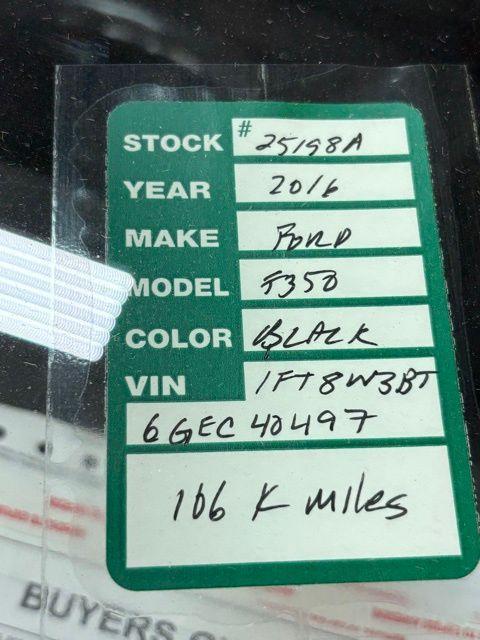 STOCK # 25198A
YEAR 2016
MAKE FORD
MODEL F350
COLOR BLACK
VIN 1FT8W3BT
6GEC40497
106 K miles
BUYERS